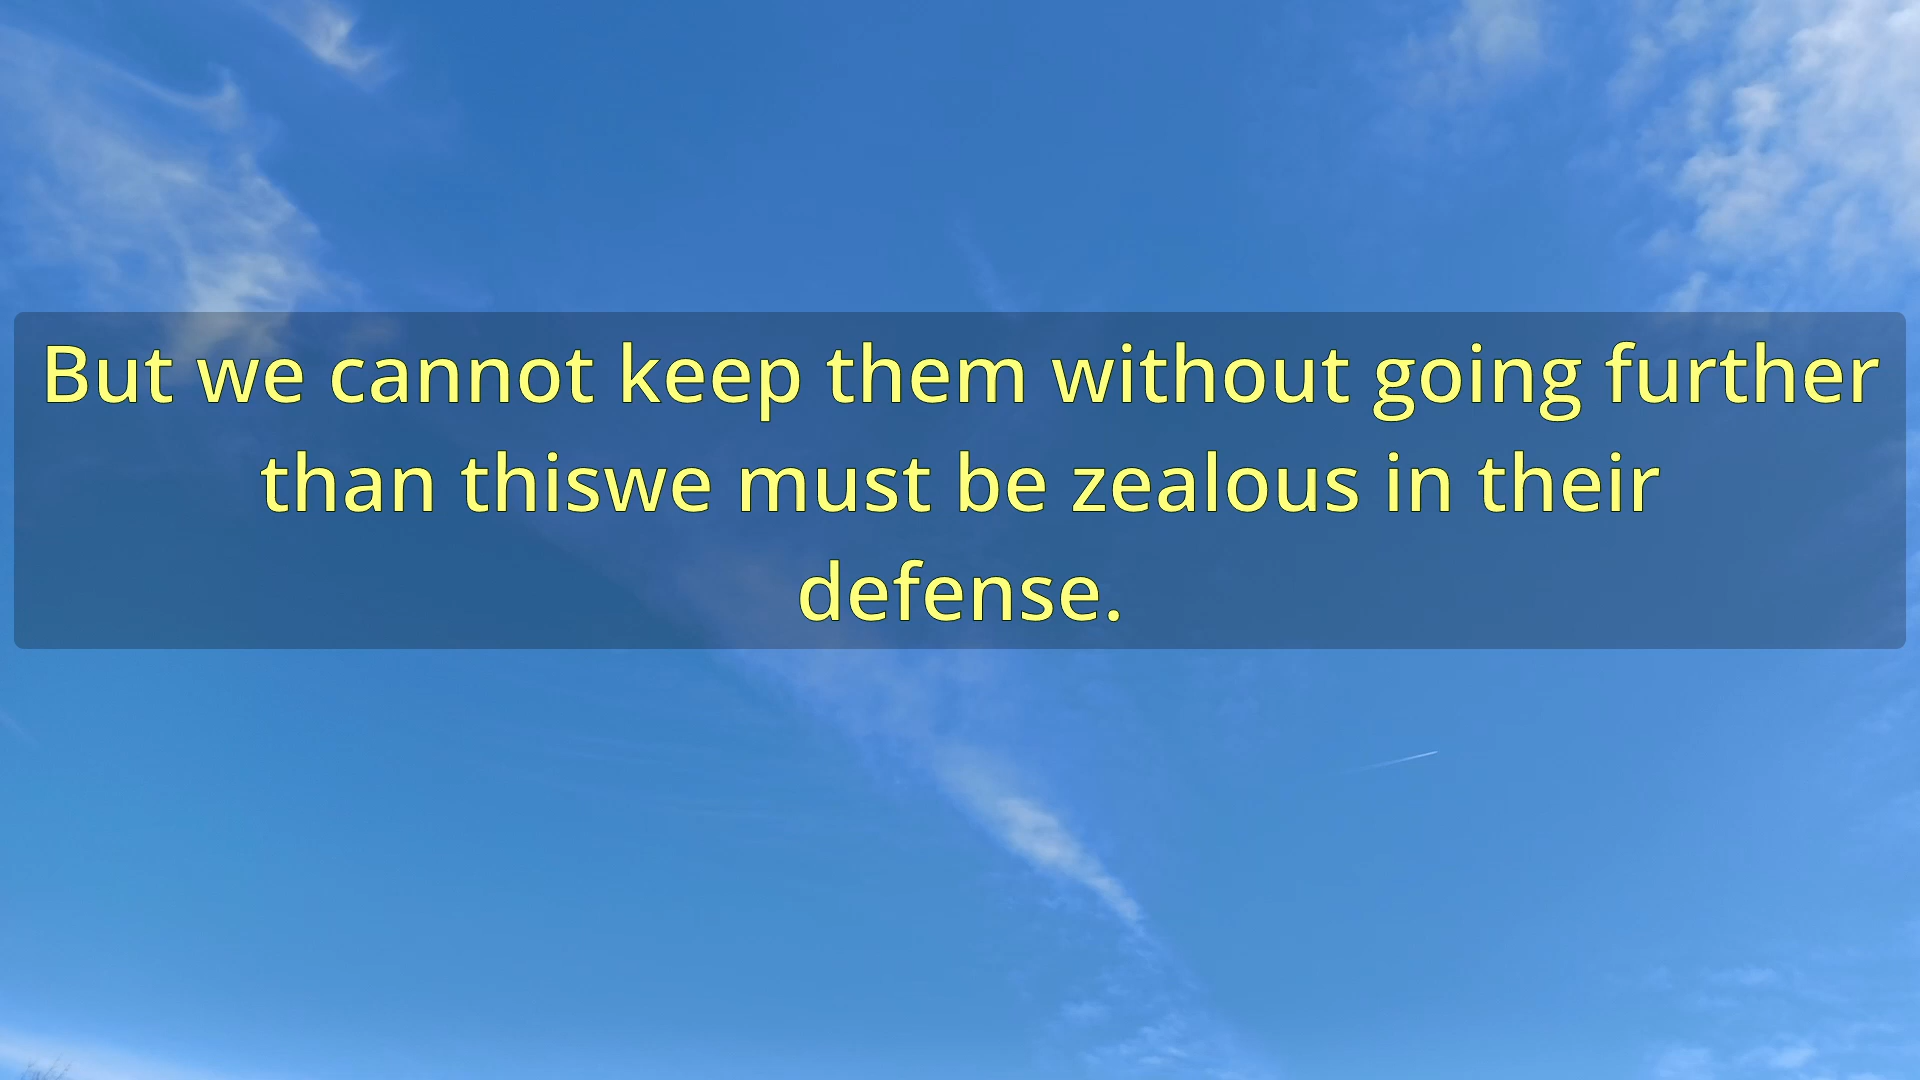 But we cannot keep them without going further
than thiswe must be zealous in their
defense.